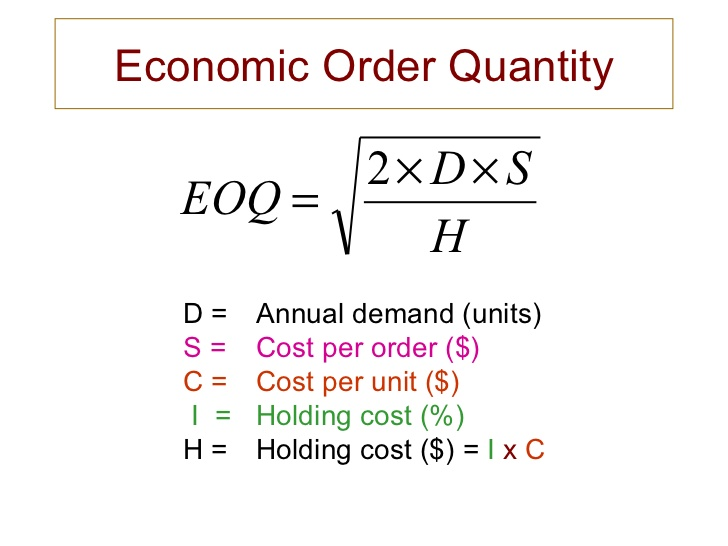 Economic Order Quantity
EOQ = √(2 × D × S / H)
D = Annual demand (units)
S = Cost per order ($)
C = Cost per unit ($)
I = Holding cost (%)
H = Holding cost ($) = I x C